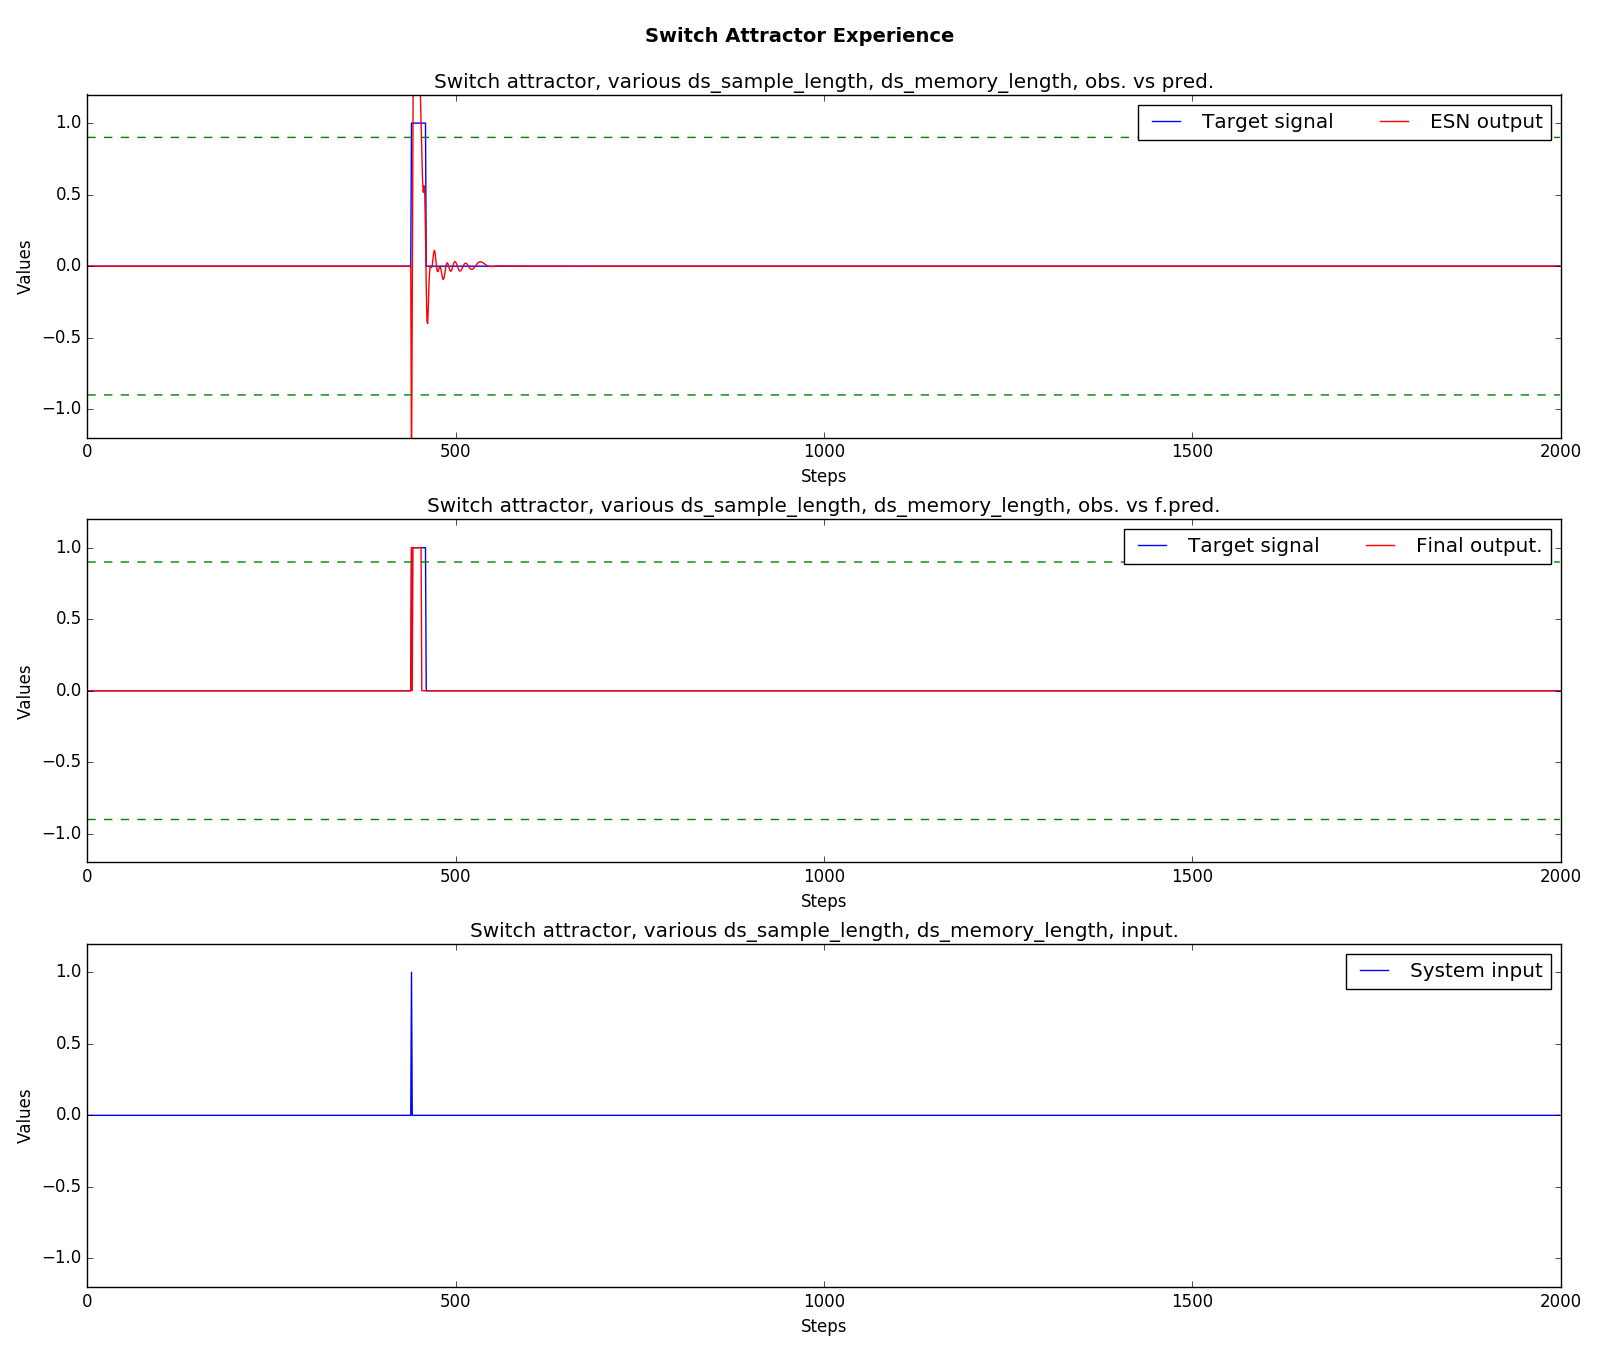 Switch Attractor Experience
Switch attractor, various ds_sample_length, ds_memory_length, obs. vs pred.
Target signal ESN output
1.0
0.5
0.0
−0.5
−1.0
Values
0 500 1000 1500 2000
Steps
Switch attractor, various ds_sample_length, ds_memory_length, obs. vs f.pred.
Target signal Final output.
1.0
0.5
0.0
−0.5
−1.0
Values
0 500 1000 1500 2000
Steps
Switch attractor, various ds_sample_length, ds_memory_length, input.
System input
1.0
0.5
0.0
−0.5
−1.0
Values
0 500 1000 1500 2000
Steps